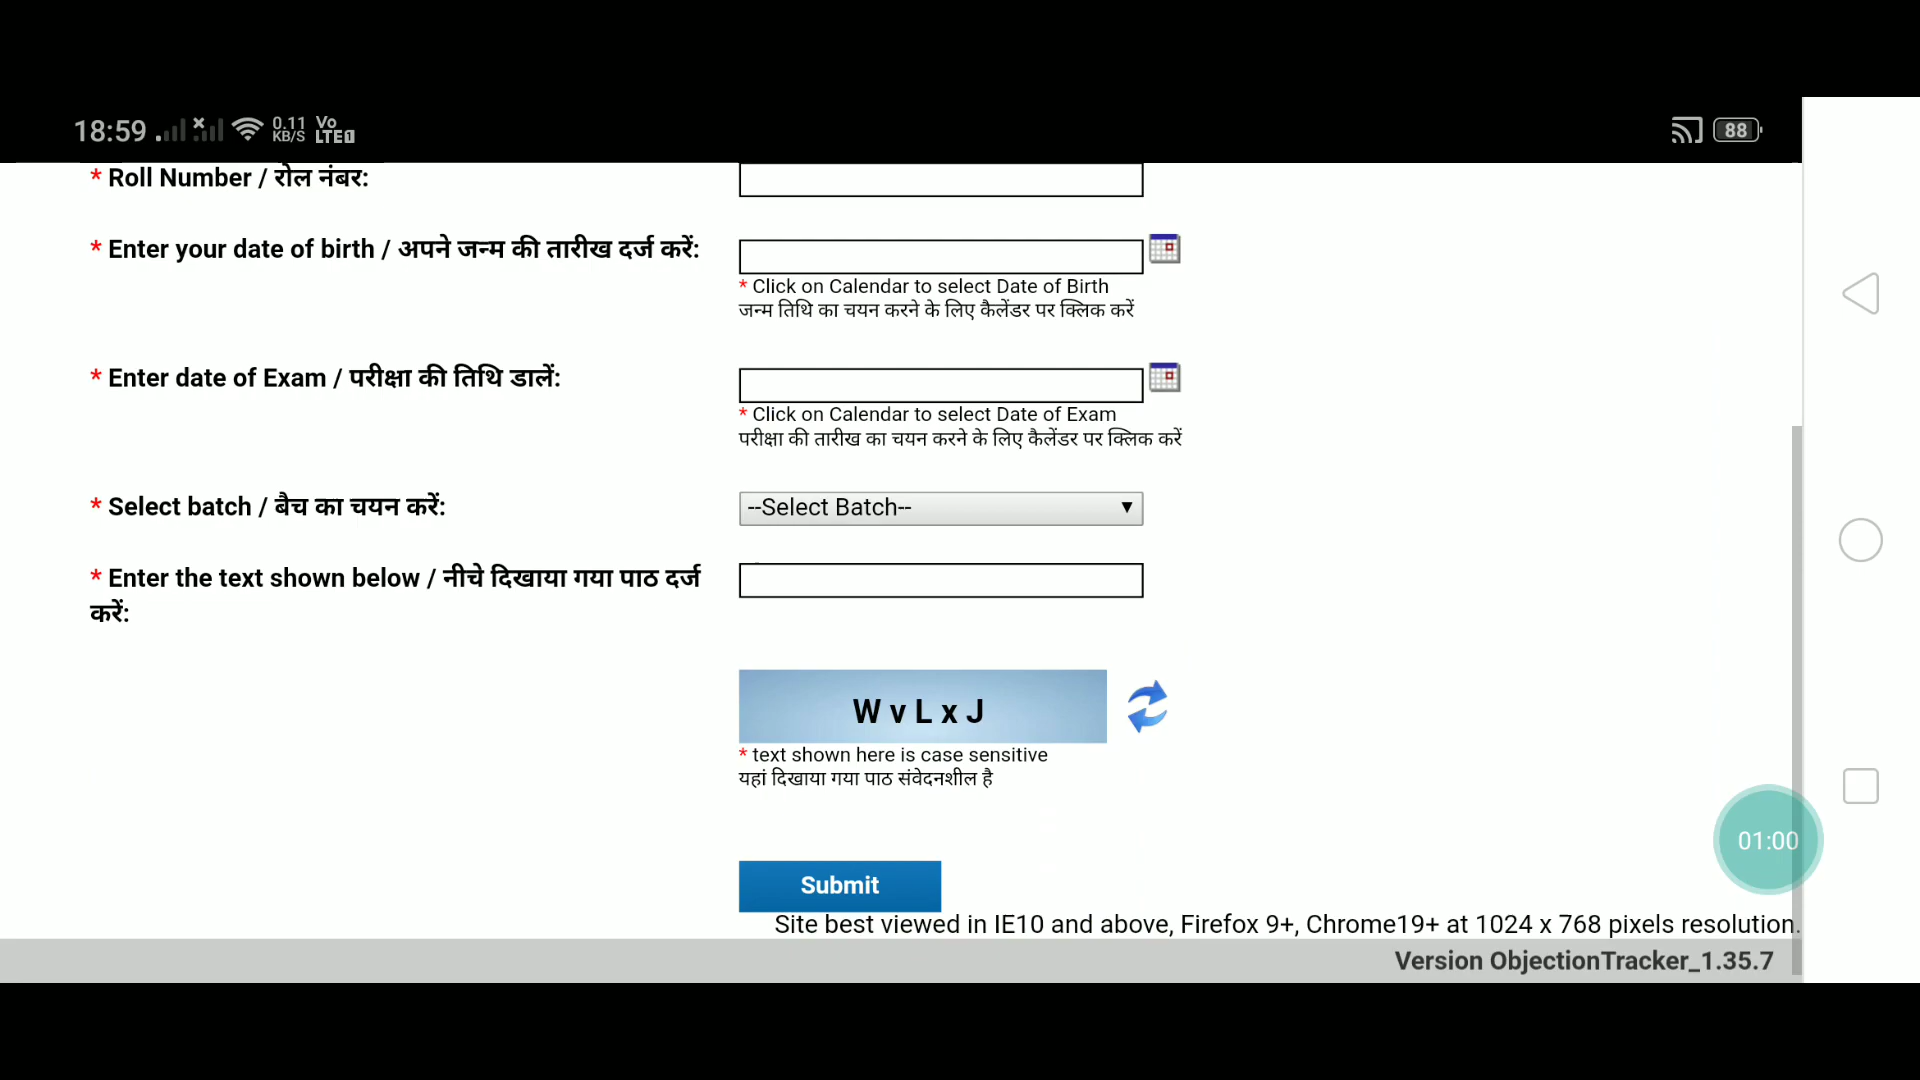 18:59 0.11 KB/S Vo LTE1 88
* Roll Number / रोल नंबर:
* Enter your date of birth / अपने जन्म की तारीख दर्ज करें:
* Click on Calendar to select Date of Birth
जन्म तिथि का चयन करने के लिए कैलेंडर पर क्लिक करें
* Enter date of Exam / परीक्षा की तिथि डालें:
* Click on Calendar to select Date of Exam
परीक्षा की तारीख का चयन करने के लिए कैलेंडर पर क्लिक करें
* Select batch / बैच का चयन करें:
--Select Batch--
* Enter the text shown below / नीचे दिखाया गया पाठ दर्ज
करें:
W v L x J
* text shown here is case sensitive
यहां दिखाया गया पाठ संवेदनशील है
01:00
Submit
Site best viewed in IE10 and above, Firefox 9+, Chrome19+ at 1024 x 768 pixels resolution.
Version ObjectionTracker_1.35.7